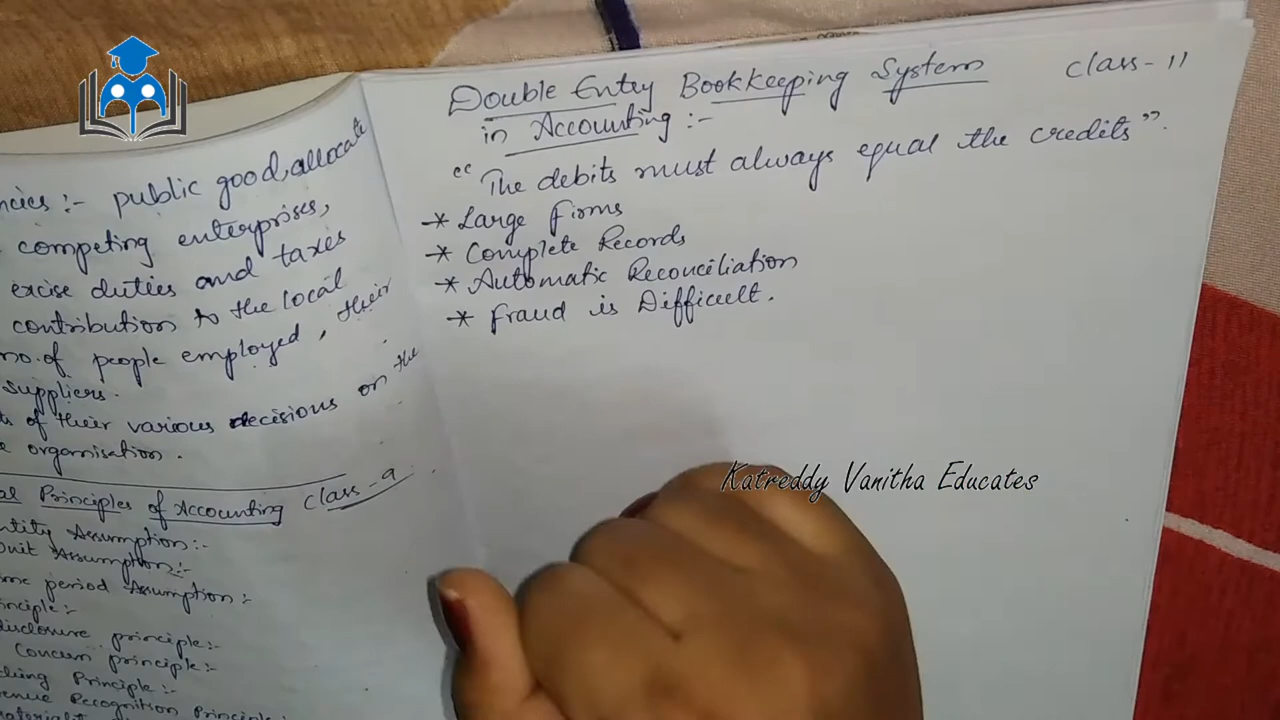 public good, allocate
competing enterprises,
excise duties and taxes
contribution to the local
no. of people employed, their
suppliers.
of their various decisions on the
organisation.
Principles of Accounting class - 9
Assumption:-
Assumption:-
period Assumption:-
disclosure principle:-
Concern principle:-
Principle:-
Recognition Principle:-
Double Entry Bookkeeping System class - 11
in Accounting :-
"The debits must always equal the credits".
* Large firms
* Complete Records
* Automatic Reconciliation
* Fraud is Difficult.
Katreddy Vanitha Educates